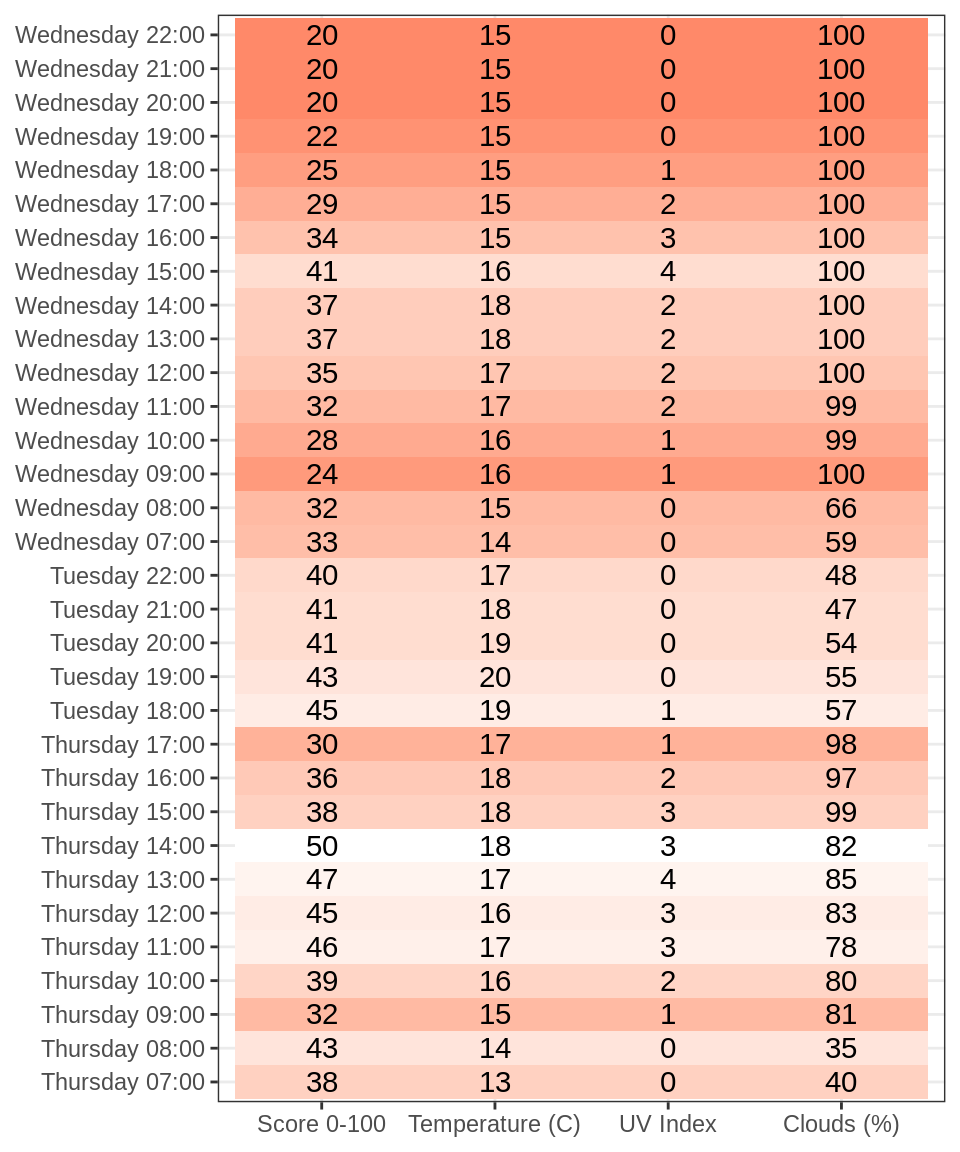 Wednesday 22:00 20 15 0 100
Wednesday 21:00 20 15 0 100
Wednesday 20:00 20 15 0 100
Wednesday 19:00 22 15 0 100
Wednesday 18:00 25 15 1 100
Wednesday 17:00 29 15 2 100
Wednesday 16:00 34 15 3 100
Wednesday 15:00 41 16 4 100
Wednesday 14:00 37 18 2 100
Wednesday 13:00 37 18 2 100
Wednesday 12:00 35 17 2 100
Wednesday 11:00 32 17 2 99
Wednesday 10:00 28 16 1 99
Wednesday 09:00 24 16 1 100
Wednesday 08:00 32 15 0 66
Wednesday 07:00 33 14 0 59
Tuesday 22:00 40 17 0 48
Tuesday 21:00 41 18 0 47
Tuesday 20:00 41 19 0 54
Tuesday 19:00 43 20 0 55
Tuesday 18:00 45 19 1 57
Thursday 17:00 30 17 1 98
Thursday 16:00 36 18 2 97
Thursday 15:00 38 18 3 99
Thursday 14:00 50 18 3 82
Thursday 13:00 47 17 4 85
Thursday 12:00 45 16 3 83
Thursday 11:00 46 17 3 78
Thursday 10:00 39 16 2 80
Thursday 09:00 32 15 1 81
Thursday 08:00 43 14 0 35
Thursday 07:00 38 13 0 40
Score 0-100 Temperature (C) UV Index Clouds (%)